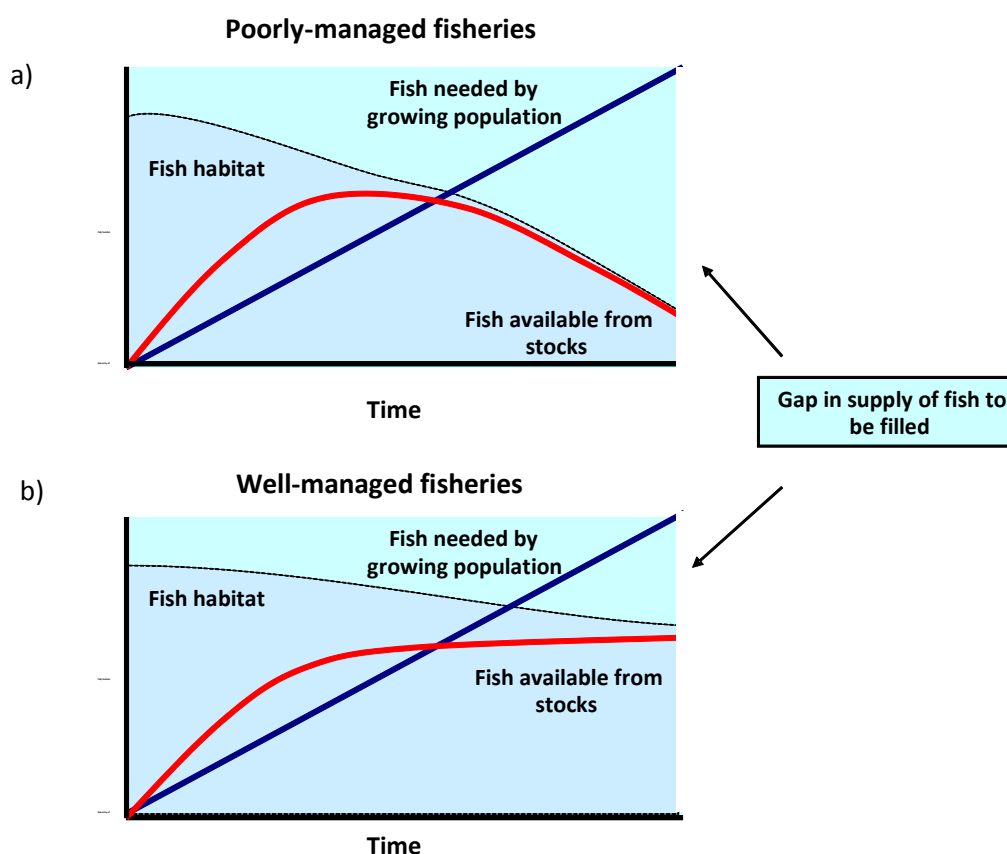 Poorly-managed fisheries
a)
Fish needed by
growing population
Fish habitat
Fish available from
stocks
Time
Gap in supply of fish to
be filled
Well-managed fisheries
b)
Fish needed by
growing population
Fish habitat
Fish available from
stocks
Time